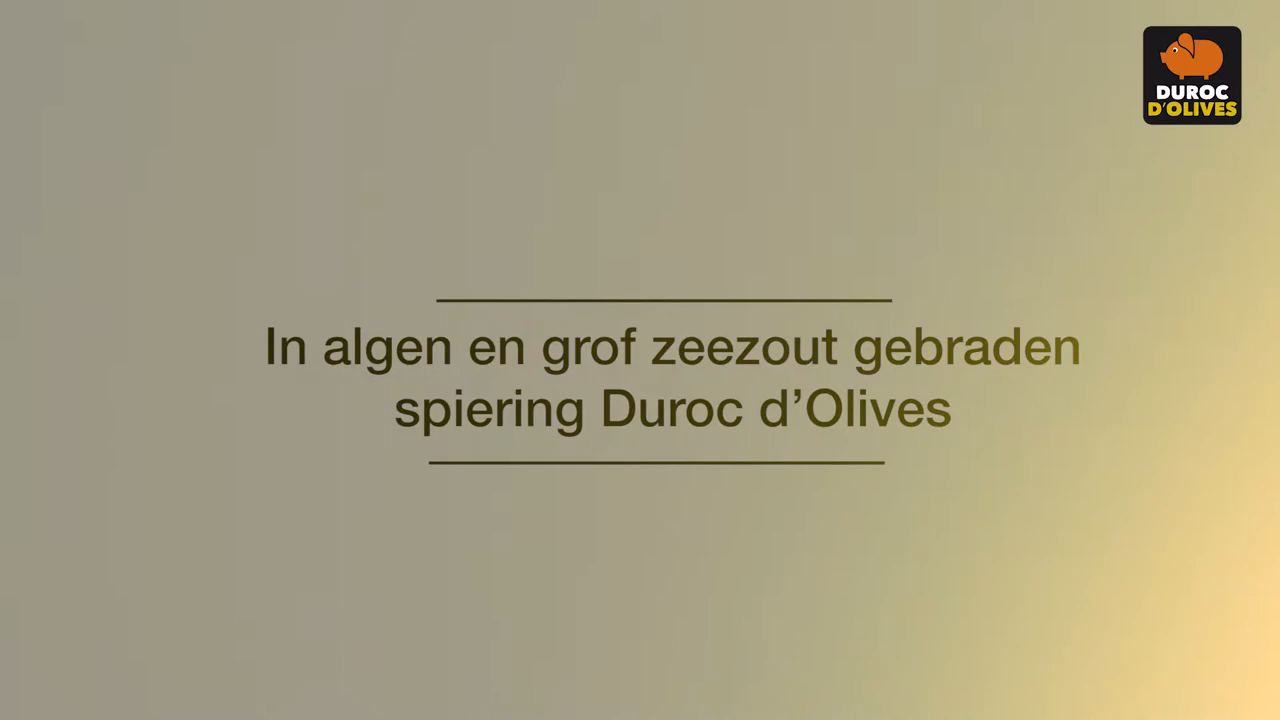 DUROC
D'OLIVES
In algen en grof zeezout gebraden
spiering Duroc d’Olives